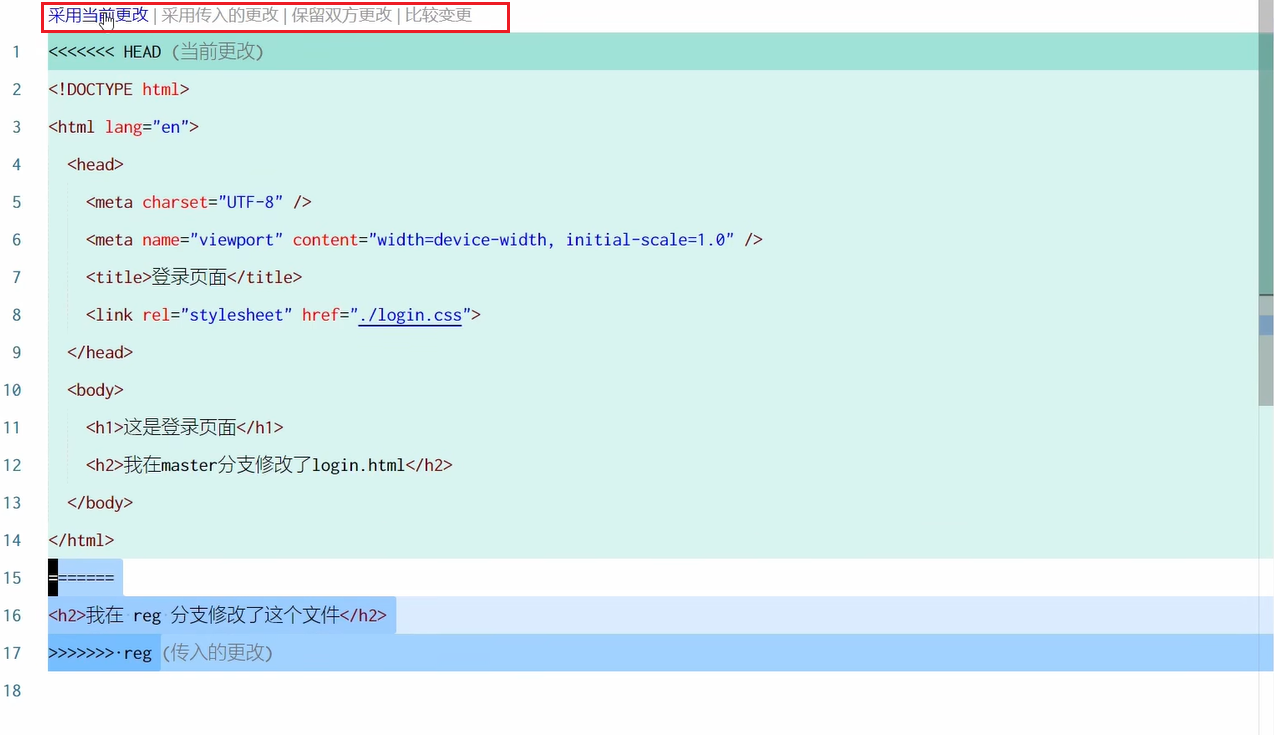 采用当前更改 | 采用传入的更改 | 保留双方更改 | 比较变更
1 <<<<<<< HEAD (当前更改)
2 <!DOCTYPE html>
3 <html lang="en">
4 <head>
5 <meta charset="UTF-8" />
6 <meta name="viewport" content="width=device-width, initial-scale=1.0" />
7 <title>登录页面</title>
8 <link rel="stylesheet" href="./login.css">
9 </head>
10 <body>
11 <h1>这是登录页面</h1>
12 <h2>我在master分支修改了login.html</h2>
13 </body>
14 </html>
15 =======
16 <h2>我在 reg 分支修改了这个文件</h2>
17 >>>>>>>·reg (传入的更改)
18